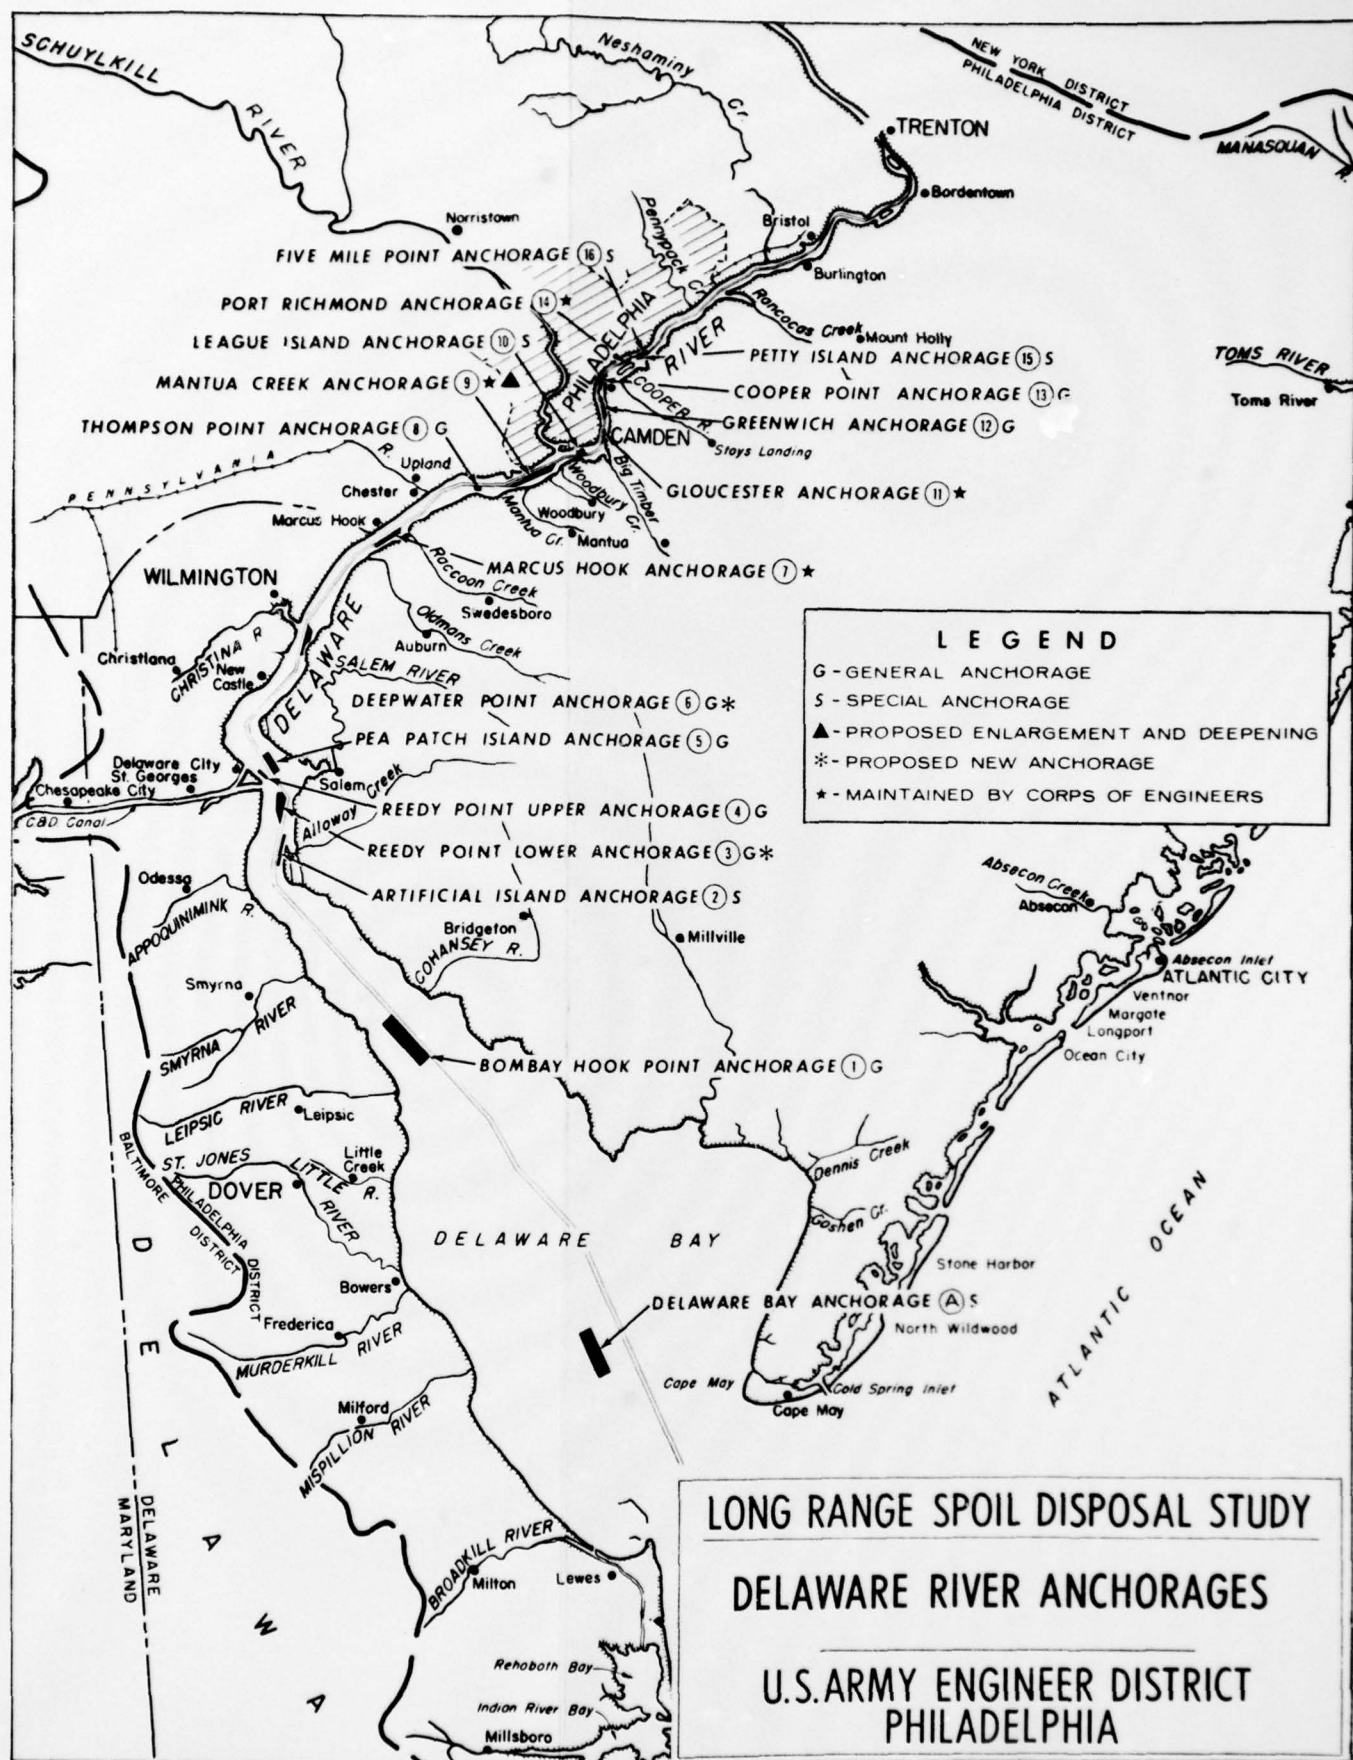 SCHUYLKILL
RIVER
Neshaminy
Cr.
NEW YORK DISTRICT
PHILADELPHIA DISTRICT
TRENTON
MANASQUAN
R.
Bordentown
Norristown
Pennypack Cr.
Bristol
FIVE MILE POINT ANCHORAGE 16 S
Burlington
PORT RICHMOND ANCHORAGE 14 ★
PHILADELPHIA
RIVER
Rancocas Creek
Mount Holly
LEAGUE ISLAND ANCHORAGE 10 S
PETTY ISLAND ANCHORAGE 15 S
TOMS RIVER
Toms River
MANTUA CREEK ANCHORAGE 9 ★ ▲
COOPER R.
COOPER POINT ANCHORAGE 13 G
THOMPSON POINT ANCHORAGE 8 G
GREENWICH ANCHORAGE 12 G
CAMDEN
Stoys Landing
PENNSYLVANIA
R.
Upland
Chester
Big Timber
Woodbury Cr.
GLOUCESTER ANCHORAGE 11 ★
Woodbury
Mantua Cr.
Mantua
Marcus Hook
WILMINGTON
MARCUS HOOK ANCHORAGE 7 ★
Raccoon Creek
Swedesboro
Oldmans Creek
Auburn
DELAWARE
Christiana
CHRISTINA R
New
Castle
SALEM RIVER
DEEPWATER POINT ANCHORAGE 6 G*
PEA PATCH ISLAND ANCHORAGE 5 G
LEGEND
G - GENERAL ANCHORAGE
S - SPECIAL ANCHORAGE
▲ - PROPOSED ENLARGEMENT AND DEEPENING
* - PROPOSED NEW ANCHORAGE
★ - MAINTAINED BY CORPS OF ENGINEERS
Delaware City
St. Georges
Chesapeake City
C&D Canal
Salem
Alloway Creek
REEDY POINT UPPER ANCHORAGE 4 G
REEDY POINT LOWER ANCHORAGE 3 G*
ARTIFICIAL ISLAND ANCHORAGE 2 S
Odessa
APPOQUINIMINK R.
Bridgeton
COHANSEY R.
Millville
Absecon Creek
Absecon
Absecon Inlet
ATLANTIC CITY
Ventnor
Margate
Longport
Ocean City
Smyrna
SMYRNA RIVER
BOMBAY HOOK POINT ANCHORAGE 1 G
LEIPSIC RIVER
Leipsic
ST. JONES
RIVER
Little
Creek
LITTLE R.
DOVER
BALTIMORE
DISTRICT
PHILADELPHIA
DISTRICT
Dennis Creek
Goshen Cr.
DELAWARE BAY
ATLANTIC OCEAN
Stone Harbor
Bowers
DELAWARE BAY ANCHORAGE A S
North Wildwood
Frederica
MURDERKILL RIVER
Cape May
Cold Spring Inlet
Cape May
Milford
MISPILLION RIVER
DELAWA
DELAWARE
MARYLAND
BROADKILL RIVER
Milton
Lewes
Rehoboth Bay
Indian River Bay
Millsboro
LONG RANGE SPOIL DISPOSAL STUDY
DELAWARE RIVER ANCHORAGES
U.S. ARMY ENGINEER DISTRICT
PHILADELPHIA